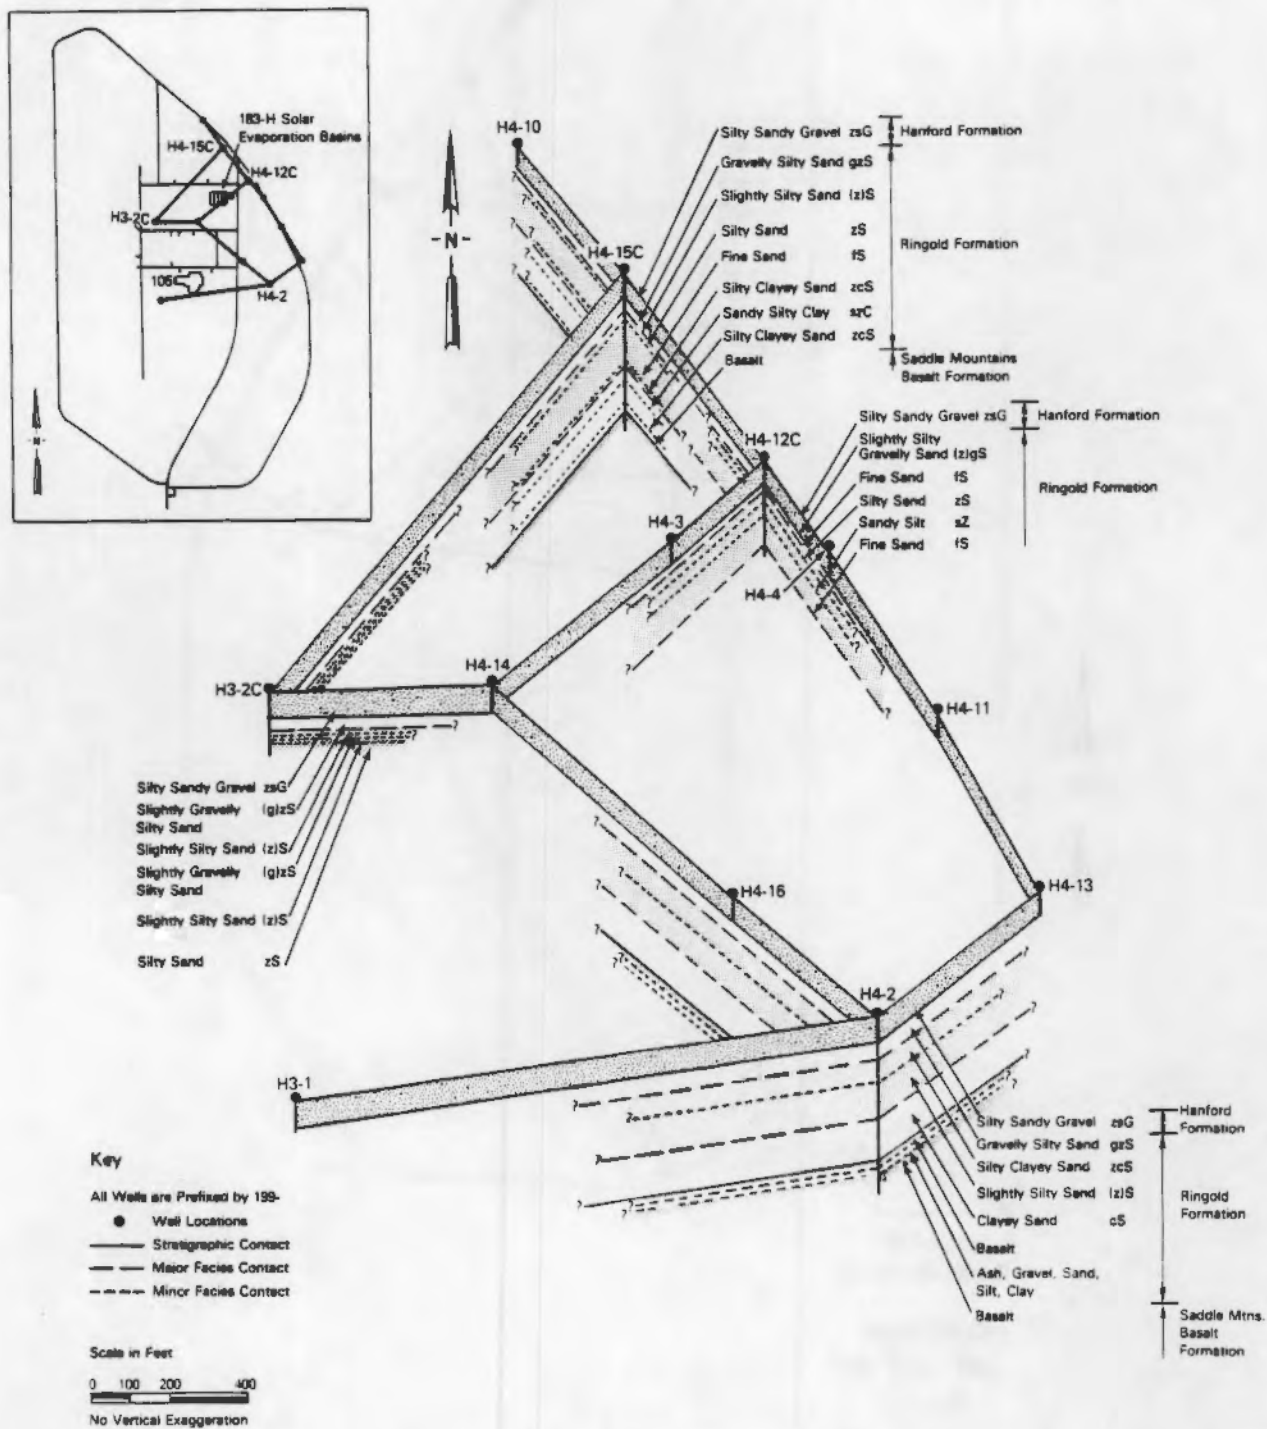 183-H Solar
Evaporation Basins
H4-15C
H4-12C
H3-2C
105
H4-2
N
H4-10
N
H4-15C
Silty Sandy Gravel zsG
Hanford Formation
Gravelly Silty Sand gzS
Slightly Silty Sand (z)S
Silty Sand zS
Ringold Formation
Fine Sand fS
Silty Clayey Sand zcS
Sandy Silty Clay szC
Silty Clayey Sand zcS
Basalt
Saddle Mountains
Basalt Formation
H4-12C
Silty Sandy Gravel zsG
Hanford Formation
Slightly Silty
Gravelly Sand (z)gS
Fine Sand fS
Ringold Formation
Silty Sand zS
Sandy Silt sZ
Fine Sand fS
H4-3
H4-4
H3-2C
H4-14
H4-11
Silty Sandy Gravel zsG
Slightly Gravelly (g)zS
Silty Sand
Slightly Silty Sand (z)S
Slightly Gravelly (g)zS
Silty Sand
Slightly Silty Sand (z)S
Silty Sand zS
H4-16
H4-13
H4-2
H3-1
Silty Sandy Gravel zsG
Hanford
Formation
Gravelly Silty Sand gzS
Silty Clayey Sand zcS
Slightly Silty Sand (z)S
Ringold
Formation
Clayey Sand cS
Basalt
Ash, Gravel, Sand,
Silt, Clay
Basalt
Saddle Mtns.
Basalt
Formation
Key
All Wells are Prefixed by 199-
Well Locations
Stratigraphic Contact
Major Facies Contact
Minor Facies Contact
Scale in Feet
0 100 200 400
No Vertical Exaggeration